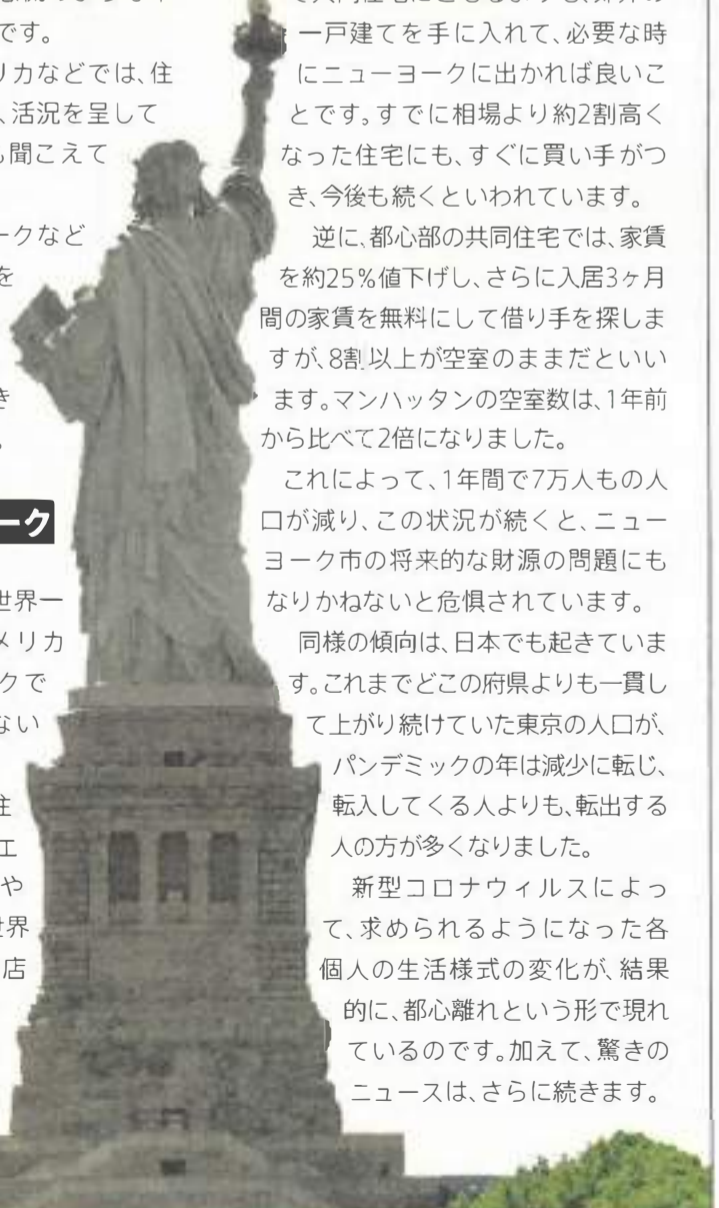 です。
リカなどでは、住
、活況を呈して
も聞こえて
ークなど
を
き
。
ーク
世界一
メリカ
クで
ない
住
エ
や
世界
店
一戸建てを手に入れて、必要な時
にニューヨークに出かれば良いこ
とです。すでに相場より約2割高く
なった住宅にも、すぐに買い手がつ
き、今後も続くといわれています。
逆に、都心部の共同住宅では、家賃
を約25%値下げし、さらに入居3ヶ月
間の家賃を無料にして借り手を探しま
すが、8割以上が空室のままだといい
ます。マンハッタンの空室数は、1年前
から比べて2倍になりました。
これによって、1年間で7万人もの人
口が減り、この状況が続くと、ニュー
ヨーク市の将来的な財源の問題にも
なりかねないと危惧されています。
同様の傾向は、日本でも起きていま
す。これまでどこの府県よりも一貫し
て上がり続けていた東京の人口が、
パンデミックの年は減少に転じ、
転入してくる人よりも、転出する
人の方が多くなりました。
新型コロナウィルスによっ
て、求められるようになった各
個人の生活様式の変化が、結果
的に、都心離れという形で現れ
ているのです。加えて、驚きの
ニュースは、さらに続きます。